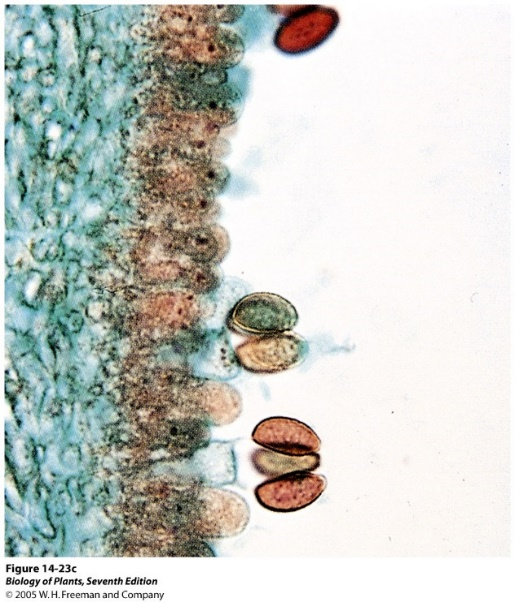 Figure 14-23c
Biology of Plants, Seventh Edition
© 2005 W. H. Freeman and Company